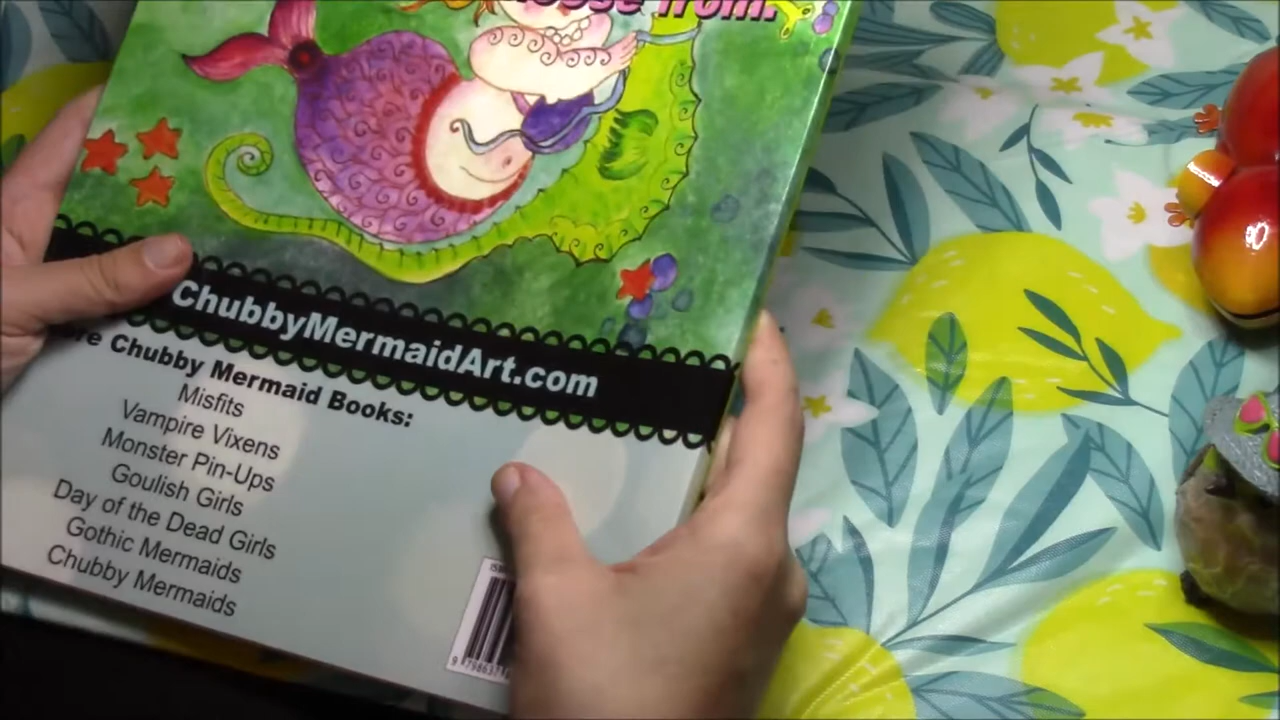 from.
ChubbyMermaidArt.com
Chubby Mermaid Books:
Misfits
Vampire Vixens
Monster Pin-Ups
Goulish Girls
Day of the Dead Girls
Gothic Mermaids
Chubby Mermaids